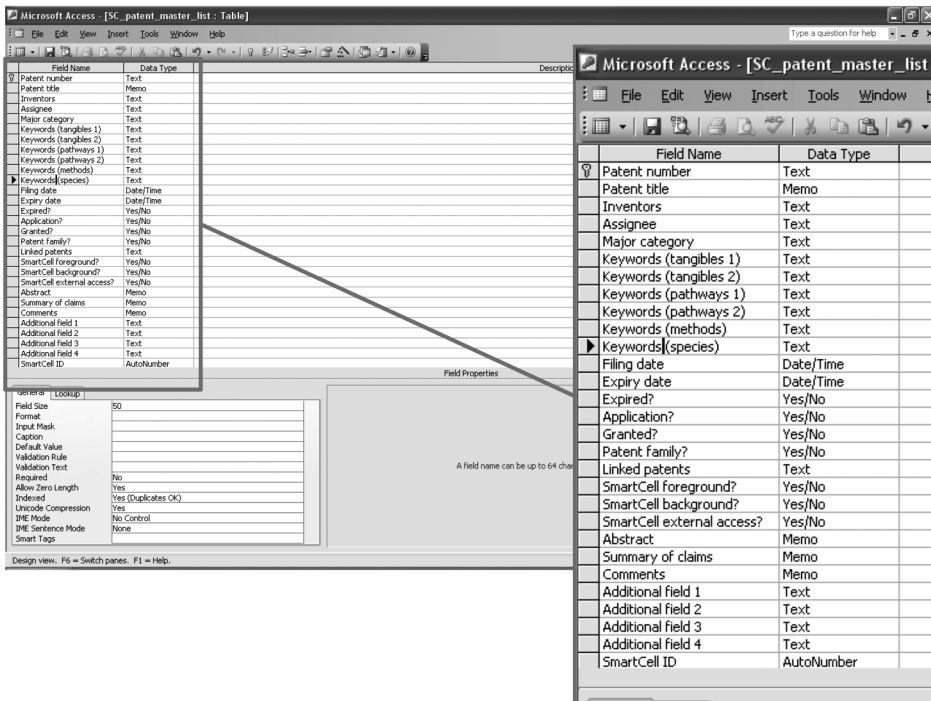 Microsoft Access - [SC_patent_master_list : Table]
File Edit View Insert Tools Window Help
Type a question for help
Field Name Data Type Descriptio
Patent number Text
Patent title Memo
Inventors Text
Assignee Text
Major category Text
Keywords (tangibles 1) Text
Keywords (tangibles 2) Text
Keywords (pathways 1) Text
Keywords (pathways 2) Text
Keywords (methods) Text
Keywords (species) Text
Filing date Date/Time
Expiry date Date/Time
Expired? Yes/No
Application? Yes/No
Granted? Yes/No
Patent family? Yes/No
Linked patents Text
SmartCell foreground? Yes/No
SmartCell background? Yes/No
SmartCell external access? Yes/No
Abstract Memo
Summary of claims Memo
Comments Memo
Additional field 1 Text
Additional field 2 Text
Additional field 3 Text
Additional field 4 Text
SmartCell ID AutoNumber
Field Properties
General Lookup
Field Size 50
Format
Input Mask
Caption
Default Value
Validation Rule
Validation Text
Required No
Allow Zero Length Yes
Indexed Yes (Duplicates OK)
Unicode Compression Yes
IME Mode No Control
IME Sentence Mode None
Smart Tags
A field name can be up to 64 char
Design view. F6 = Switch panes. F1 = Help.
Microsoft Access - [SC_patent_master_list
File Edit View Insert Tools Window H
ABC
Field Name Data Type
Patent number Text
Patent title Memo
Inventors Text
Assignee Text
Major category Text
Keywords (tangibles 1) Text
Keywords (tangibles 2) Text
Keywords (pathways 1) Text
Keywords (pathways 2) Text
Keywords (methods) Text
Keywords (species) Text
Filing date Date/Time
Expiry date Date/Time
Expired? Yes/No
Application? Yes/No
Granted? Yes/No
Patent family? Yes/No
Linked patents Text
SmartCell foreground? Yes/No
SmartCell background? Yes/No
SmartCell external access? Yes/No
Abstract Memo
Summary of claims Memo
Comments Memo
Additional field 1 Text
Additional field 2 Text
Additional field 3 Text
Additional field 4 Text
SmartCell ID AutoNumber